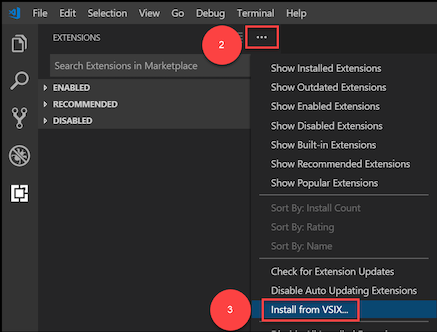 File Edit Selection View Go Debug Terminal Help
EXTENSIONS
2
...
Search Extensions in Marketplace
ENABLED
RECOMMENDED
DISABLED
Show Installed Extensions
Show Outdated Extensions
Show Enabled Extensions
Show Disabled Extensions
Show Built-in Extensions
Show Recommended Extensions
Show Popular Extensions
Sort By: Install Count
Sort By: Rating
Sort By: Name
Check for Extension Updates
Disable Auto Updating Extensions
3
Install from VSIX...